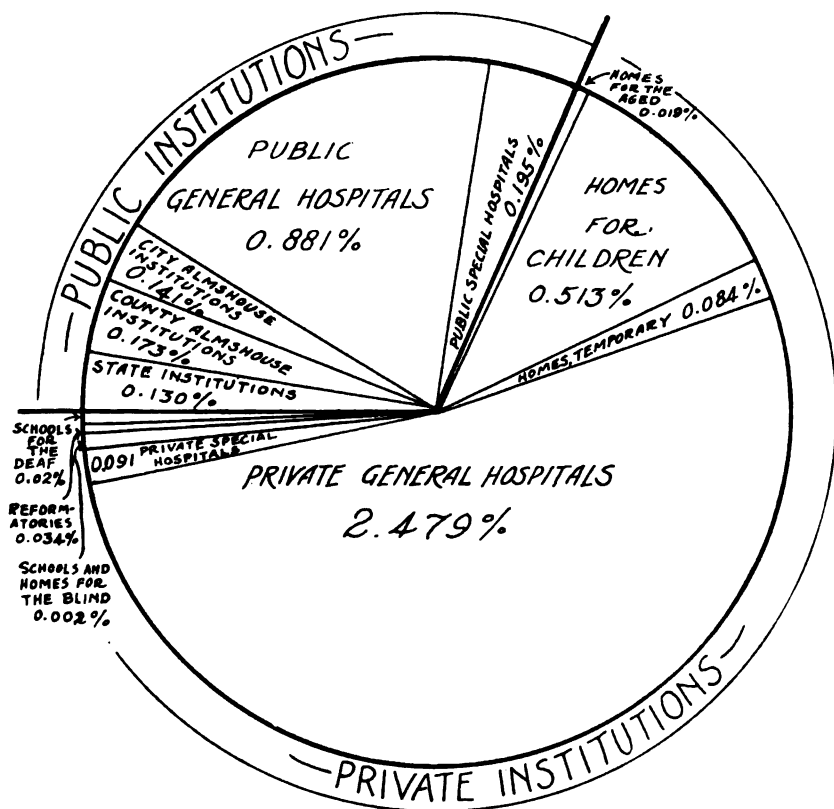 — PUBLIC INSTITUTIONS —
HOMES
FOR THE
AGED
0.019%
PUBLIC
GENERAL HOSPITALS
0.881%
PUBLIC SPECIAL HOSPITALS
0.195%
HOMES
FOR.
CHILDREN
0.513%
CITY ALMSHOUSE
INSTITUTIONS
0.141%
COUNTY ALMSHOUSE
INSTITUTIONS
0.173%
HOMES, TEMPORARY 0.084%
STATE INSTITUTIONS
0.130%
SCHOOLS
FOR
THE
DEAF
0.02%
0.091 PRIVATE SPECIAL
HOSPITALS
PRIVATE GENERAL HOSPITALS
2.479%
REFORM-
ATORIES
0.034%
SCHOOLS AND
HOMES FOR
THE BLIND
0.002%
— PRIVATE INSTITUTIONS —